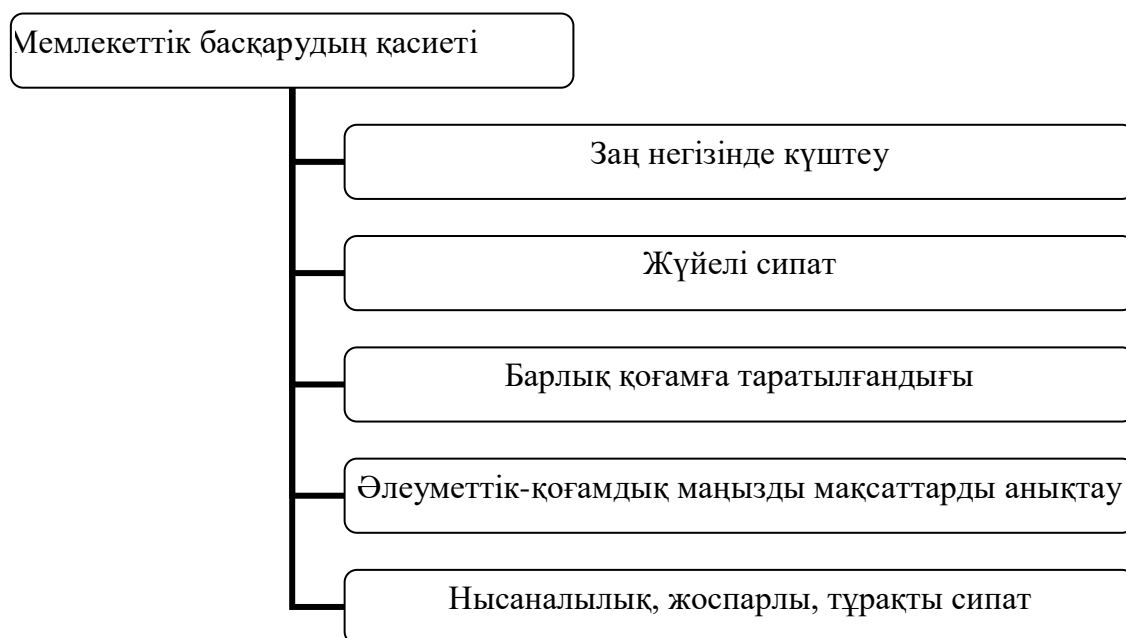 Мемлекеттік басқарудың қасиеті
Заң негізінде күштеу
Жүйелі сипат
Барлық қоғамға таратылғандығы
Әлеуметтік-қоғамдық маңызды мақсаттарды анықтау
Нысаналылық, жоспарлы, тұрақты сипат